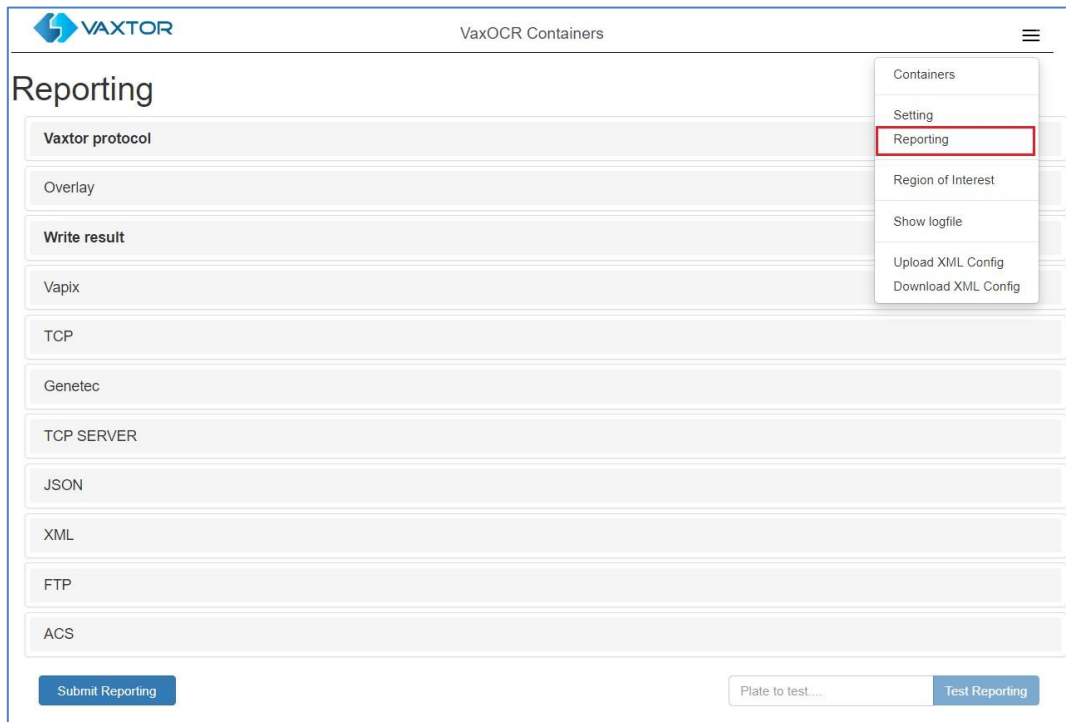 VAXTOR
VaxOCR Containers
Reporting
Vaxtor protocol
Overlay
Write result
Vapix
TCP
Genetec
TCP SERVER
JSON
XML
FTP
ACS
Containers
Setting
Reporting
Region of Interest
Show logfile
Upload XML Config
Download XML Config
Submit Reporting
Plate to test....
Test Reporting